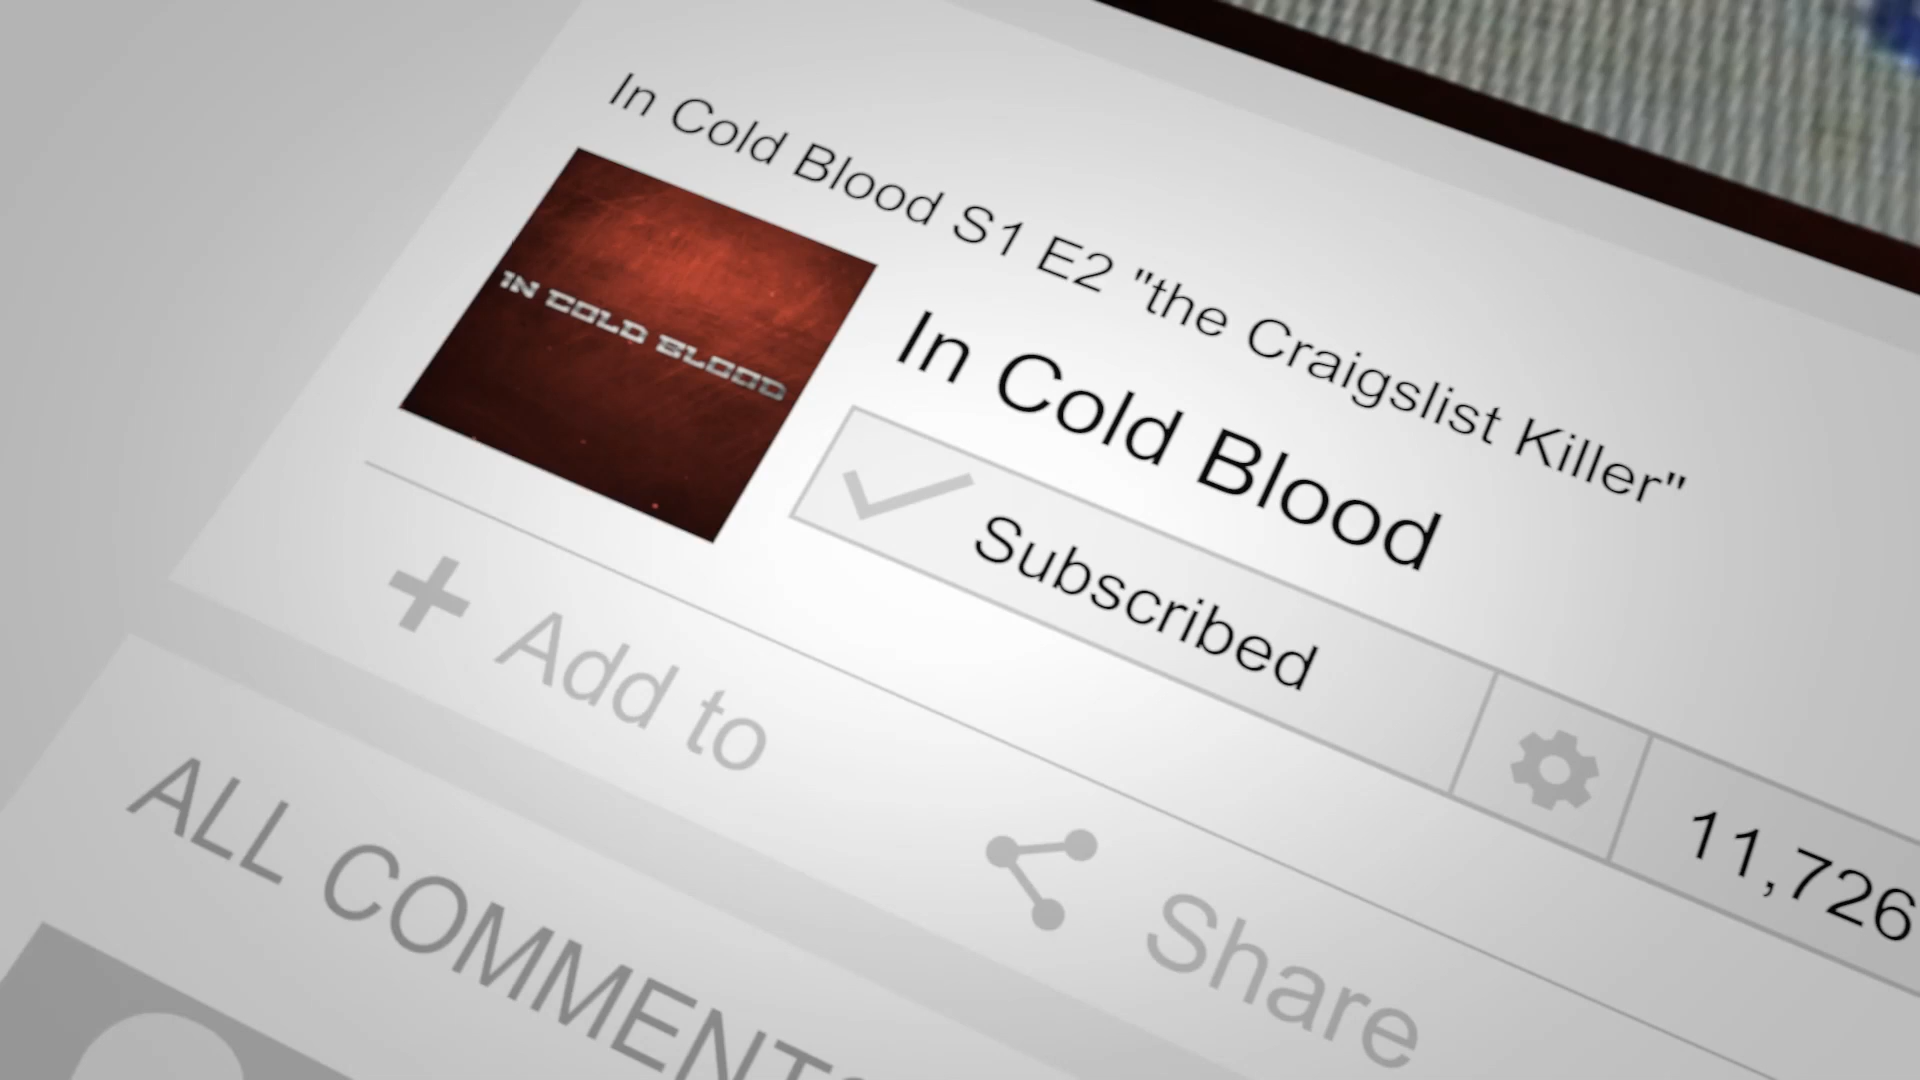 In Cold Blood S1 E2 "the Craigslist Killer"
IN COLD BLOOD
In Cold Blood
Subscribed
11,726
Add to
Share
ALL COMMENTS